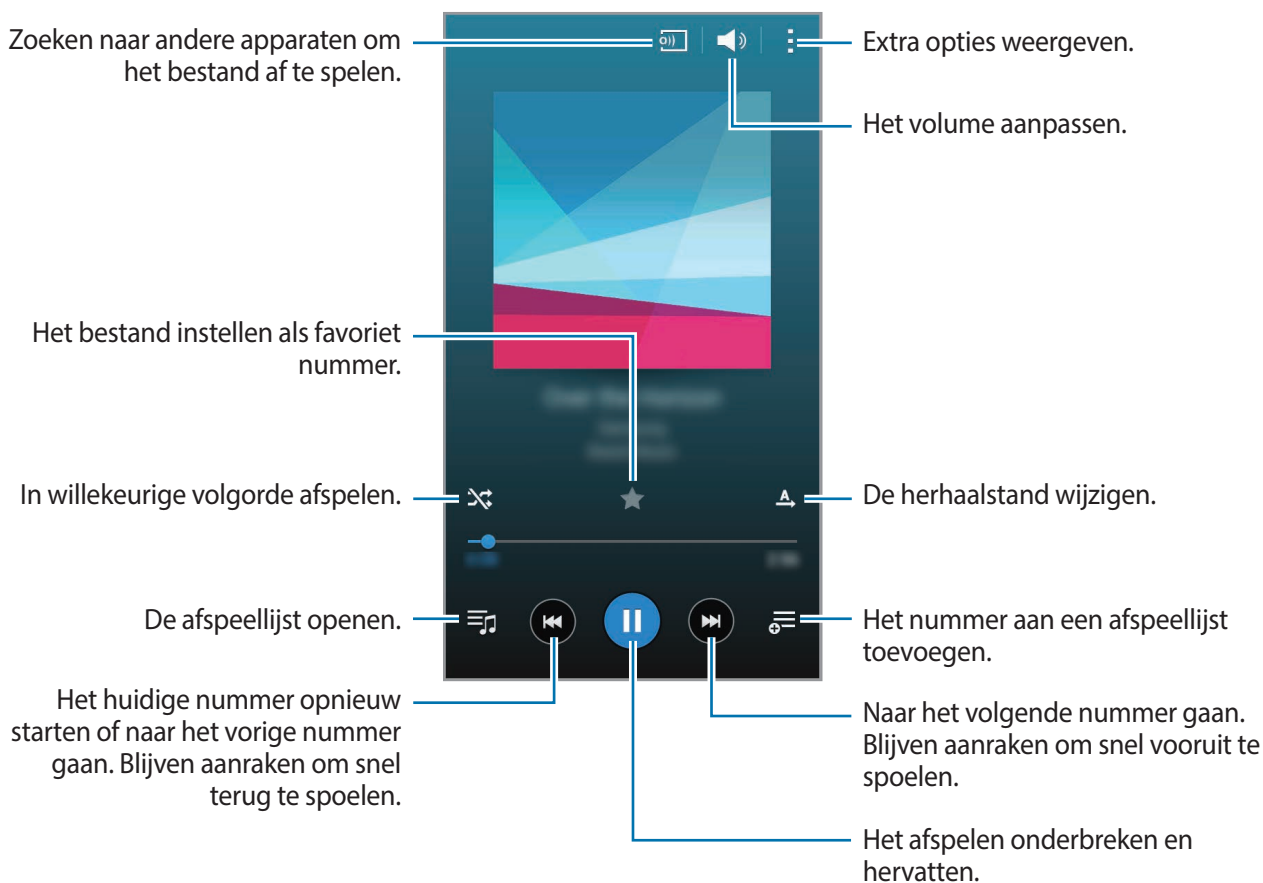 Zoeken naar andere apparaten om
het bestand af te spelen.
Extra opties weergeven.
Het volume aanpassen.
Het bestand instellen als favoriet
nummer.
In willekeurige volgorde afspelen.
A
De herhaalstand wijzigen.
De afspeellijst openen.
Het nummer aan een afspeellijst
toevoegen.
Het huidige nummer opnieuw
starten of naar het vorige nummer
gaan. Blijven aanraken om snel
terug te spoelen.
Naar het volgende nummer gaan.
Blijven aanraken om snel vooruit te
spoelen.
Het afspelen onderbreken en
hervatten.